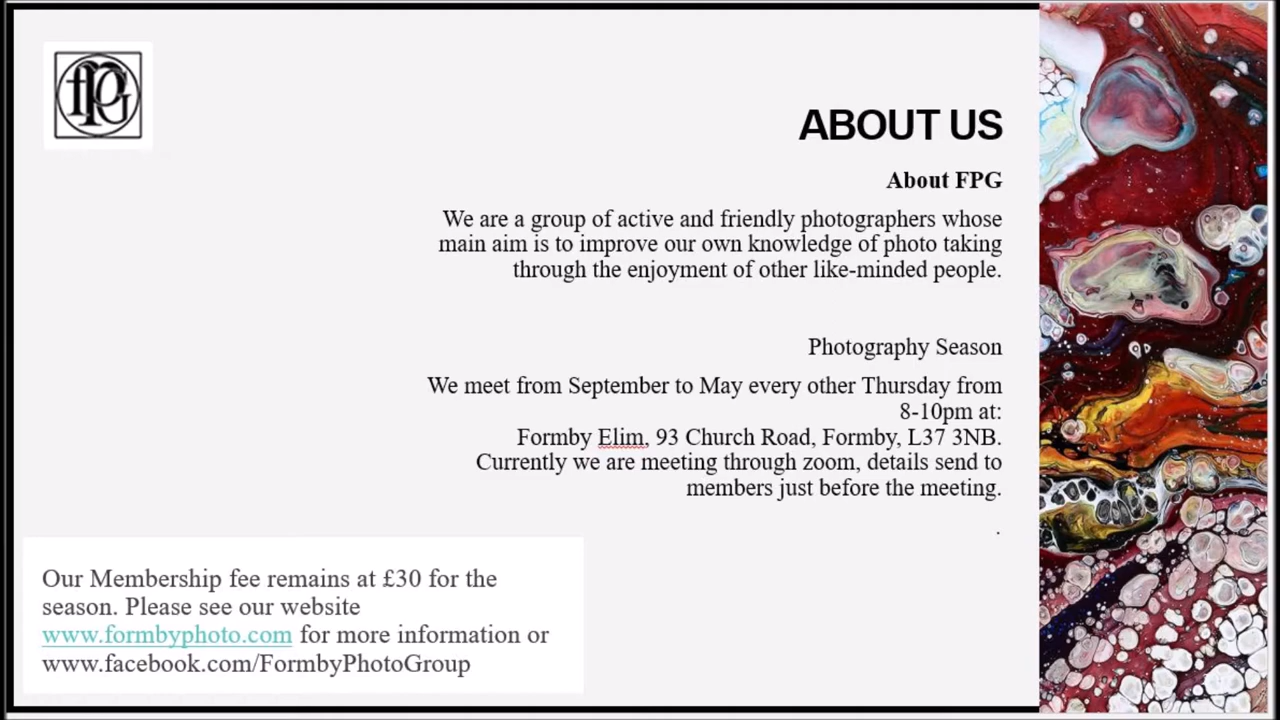 fPG
ABOUT US
About FPG
We are a group of active and friendly photographers whose
main aim is to improve our own knowledge of photo taking
through the enjoyment of other like-minded people.
Photography Season
We meet from September to May every other Thursday from
8-10pm at:
Formby Elim, 93 Church Road, Formby, L37 3NB.
Currently we are meeting through zoom, details send to
members just before the meeting.
.
Our Membership fee remains at £30 for the
season. Please see our website
www.formbyphoto.com for more information or
www.facebook.com/FormbyPhotoGroup